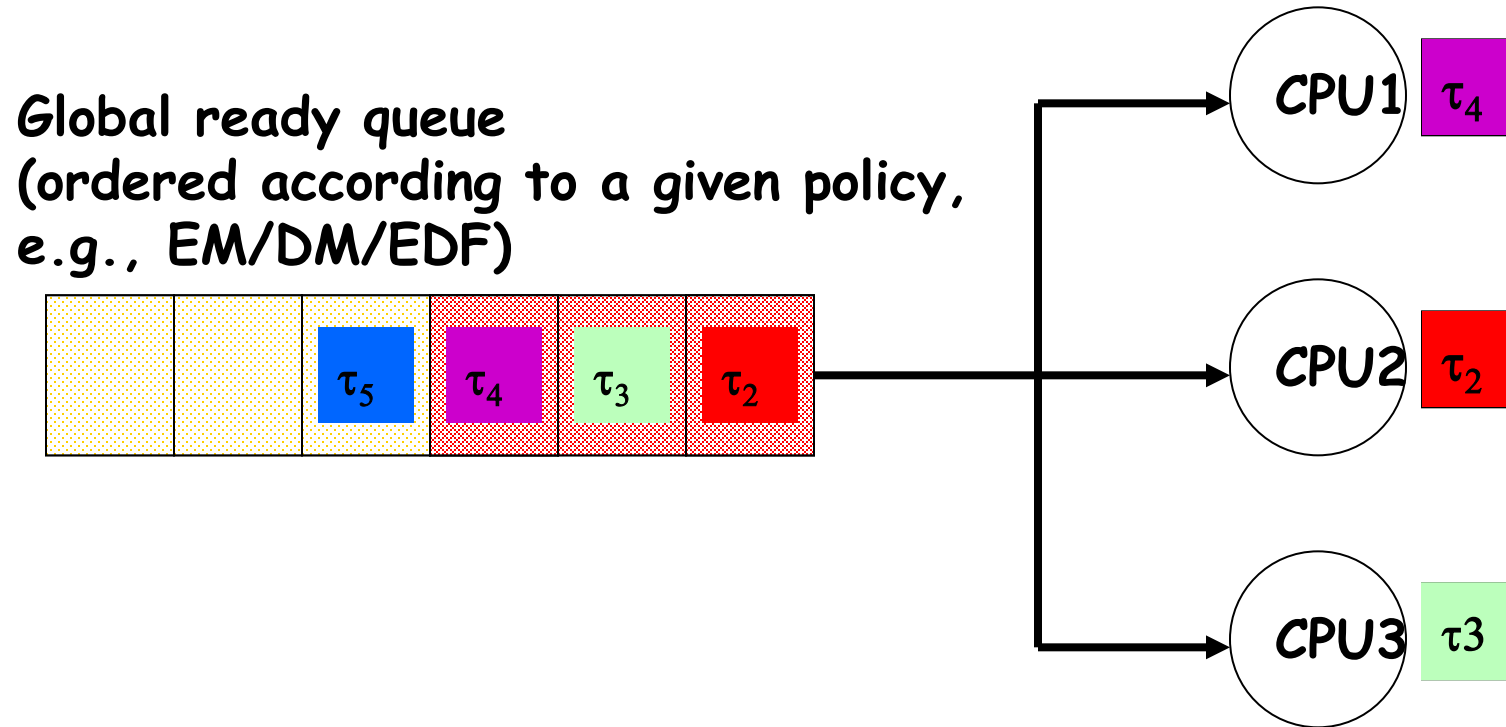 Global ready queue
(ordered according to a given policy,
e.g., EM/DM/EDF)
τ5 τ4 τ3 τ2
CPU1 τ4
CPU2 τ2
CPU3 τ3